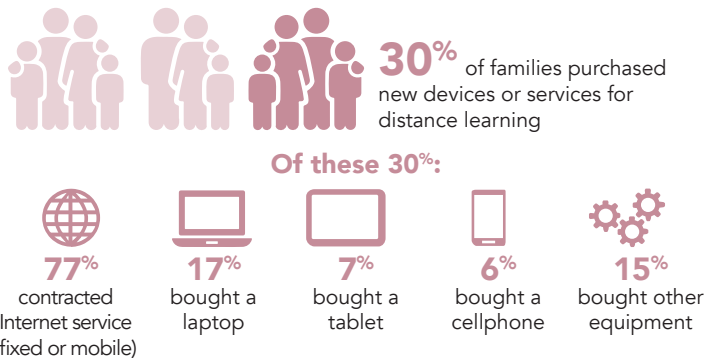 30% of families purchased
new devices or services for
distance learning
Of these 30%:
77%
contracted
Internet service
fixed or mobile)
17%
bought a
laptop
7%
bought a
tablet
6%
bought a
cellphone
15%
bought other
equipment